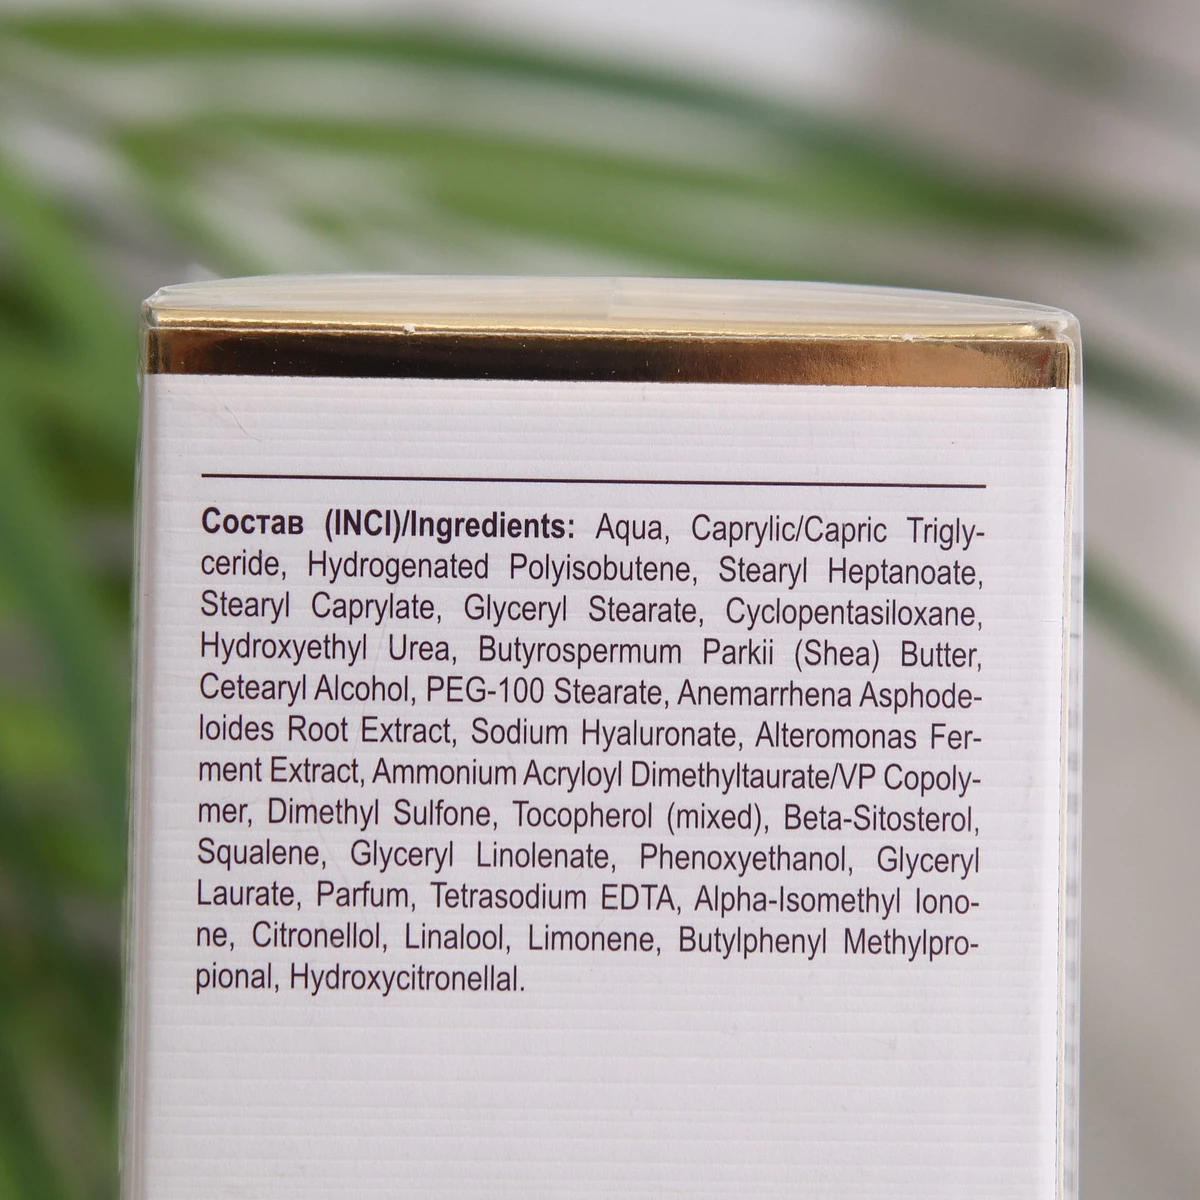 Состав (INCI)/Ingredients: Aqua, Caprylic/Capric Trigly-
ceride, Hydrogenated Polyisobutene, Stearyl Heptanoate,
Stearyl Caprylate, Glyceryl Stearate, Cyclopentasiloxane,
Hydroxyethyl Urea, Butyrospermum Parkii (Shea) Butter,
Cetearyl Alcohol, PEG-100 Stearate, Anemarrhena Asphode-
loides Root Extract, Sodium Hyaluronate, Alteromonas Fer-
ment Extract, Ammonium Acryloyl Dimethyltaurate/VP Copoly-
mer, Dimethyl Sulfone, Tocopherol (mixed), Beta-Sitosterol,
Squalene, Glyceryl Linolenate, Phenoxyethanol, Glyceryl
Laurate, Parfum, Tetrasodium EDTA, Alpha-Isomethyl Iono-
ne, Citronellol, Linalool, Limonene, Butylphenyl Methylpro-
pional, Hydroxycitronellal.